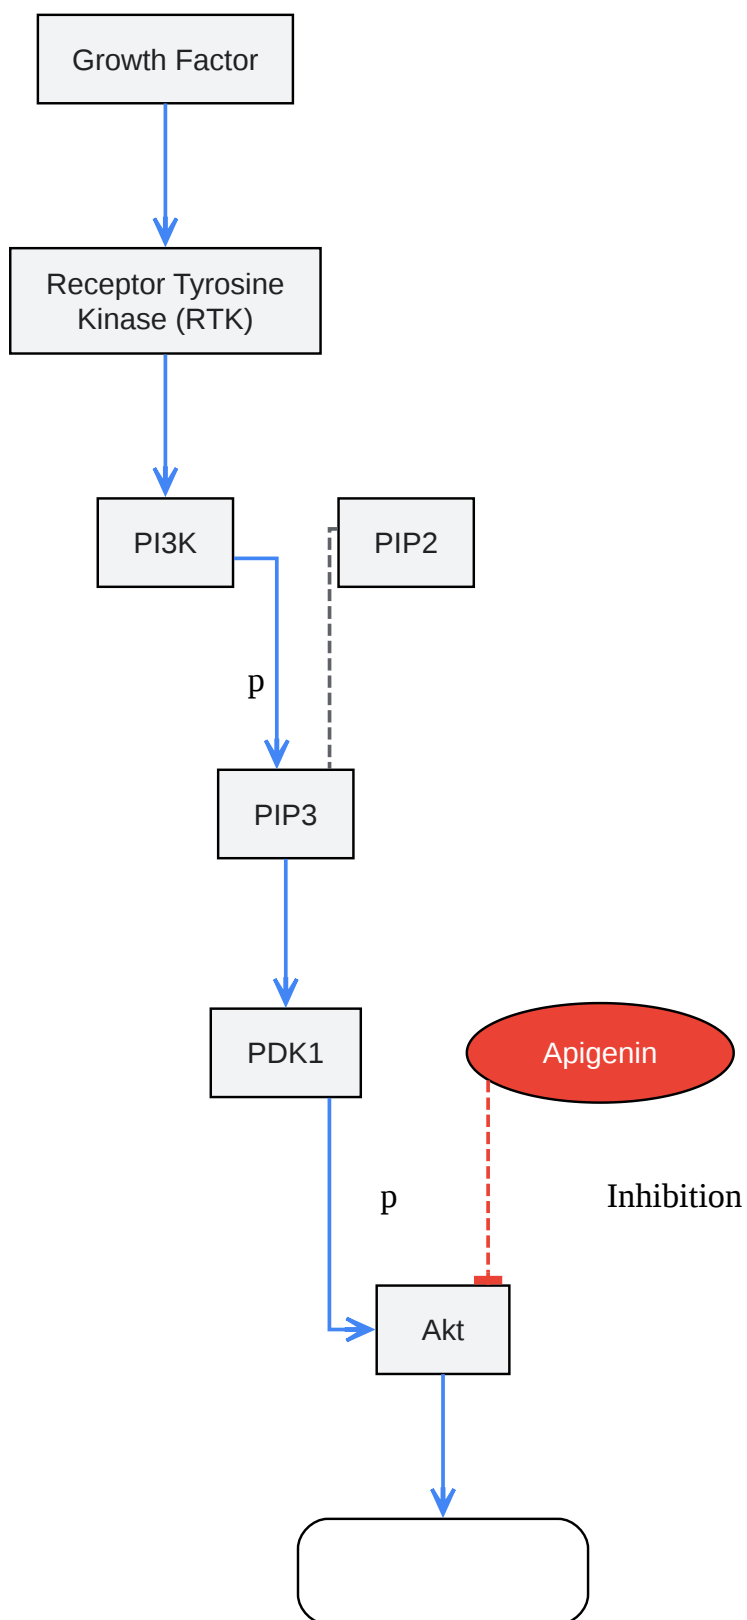 Growth Factor
Receptor Tyrosine
Kinase (RTK)
PI3K
PIP2
p
PIP3
PDK1
Apigenin
p
Inhibition
Akt